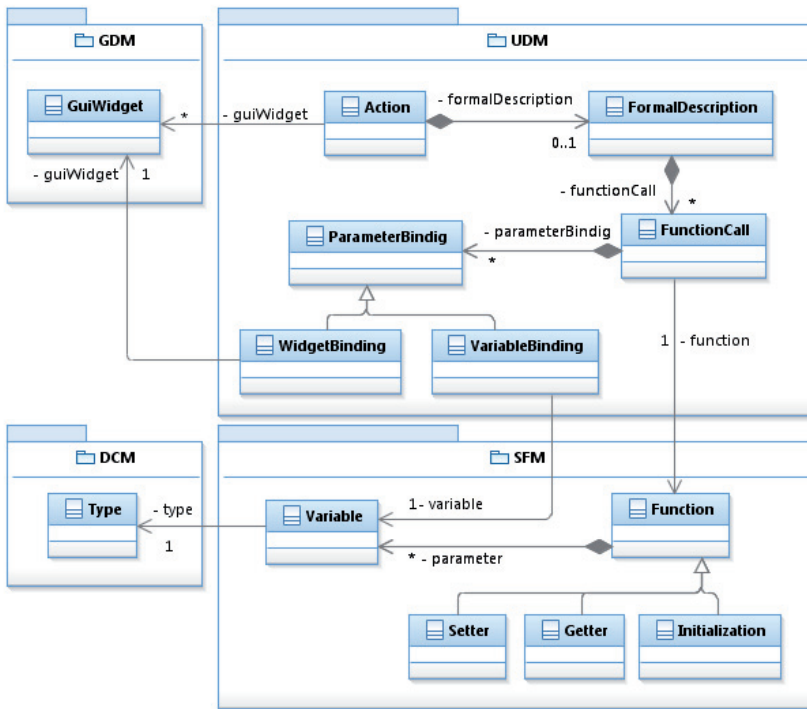 GDM
UDM
GuiWidget
* - guiWidget
Action
- formalDescription
0..1
FormalDescription
- guiWidget 1
- functionCall
*
ParameterBindig
- parameterBindig
*
FunctionCall
WidgetBinding
VariableBinding
1 - function
DCM
SFM
Type
- type
1
Variable
1- variable
* - parameter
Function
Setter
Getter
Initialization